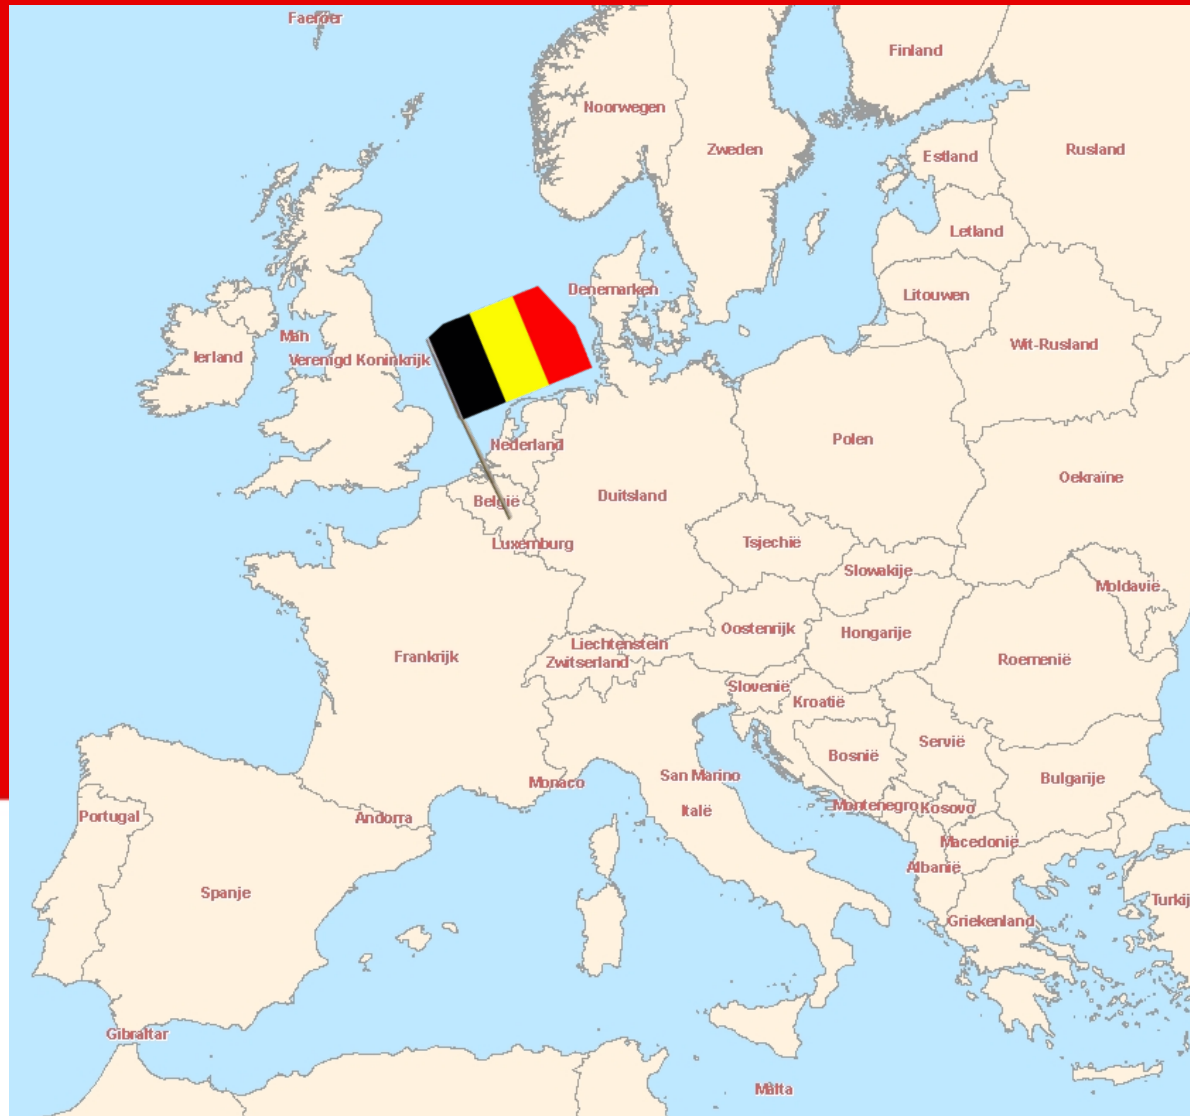 Faeröer
Finland
Noorwegen
Zweden
Estland
Rusland
Letland
Denemarken
Litouwen
Man
Wit-Rusland
Ierland
Verenigd Koninkrijk
Nederland
Polen
Oekraïne
België
Duitsland
Luxemburg
Tsjechië
Slowakije
Moldavië
Oostenrijk
Hongarije
Liechtenstein
Frankrijk
Zwitserland
Roemenië
Slovenië
Kroatië
Servië
Bosnië
San Marino
Bulgarije
Monaco
Montenegro
Kosovo
Italë
Portugal
Andorra
Macedonië
Albanië
Spanje
Turkij
Griekenland
Gibraltar
Malta